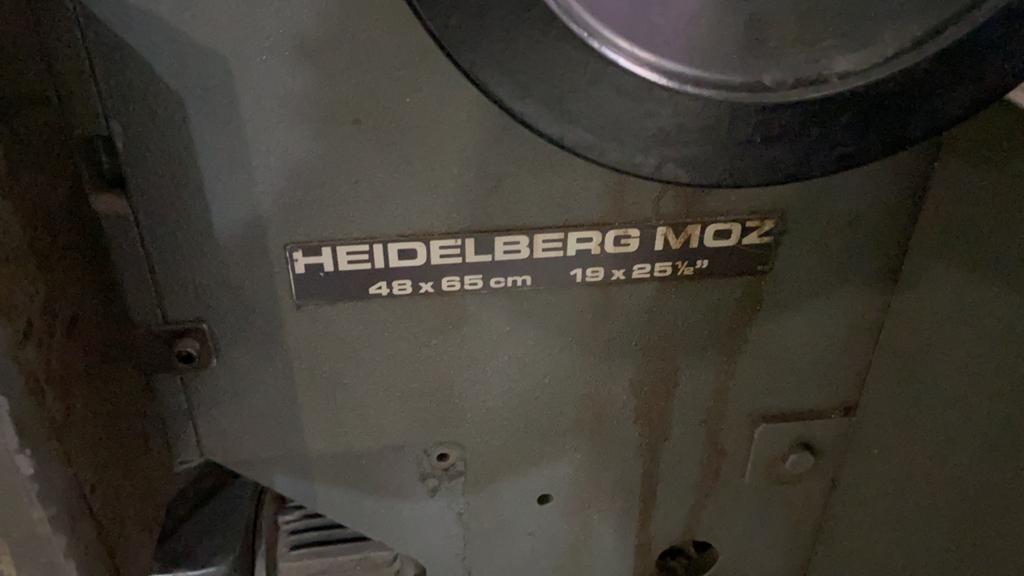 HEIDELBERG MOZ
48 x 65 cm 19 x 25½”